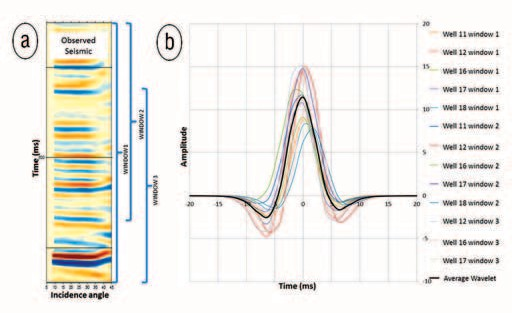 a
Observed
Seismic
Time (ms)
Incidence angle
0 5 10 15 20 25 30 35 40 45
WINDOW 1
WINDOW 2
WINDOW 3
b
Amplitude
20
15
10
5
0
-5
-10
-20 -15 -10 -5 0 5 10 15 20
Time (ms)
Well 11 window 1
Well 12 window 1
Well 16 window 1
Well 17 window 1
Well 18 window 1
Well 11 window 2
Well 12 window 2
Well 16 window 2
Well 17 window 2
Well 18 window 2
Well 12 window 3
Well 16 window 3
Well 17 window 3
Average Wavelet